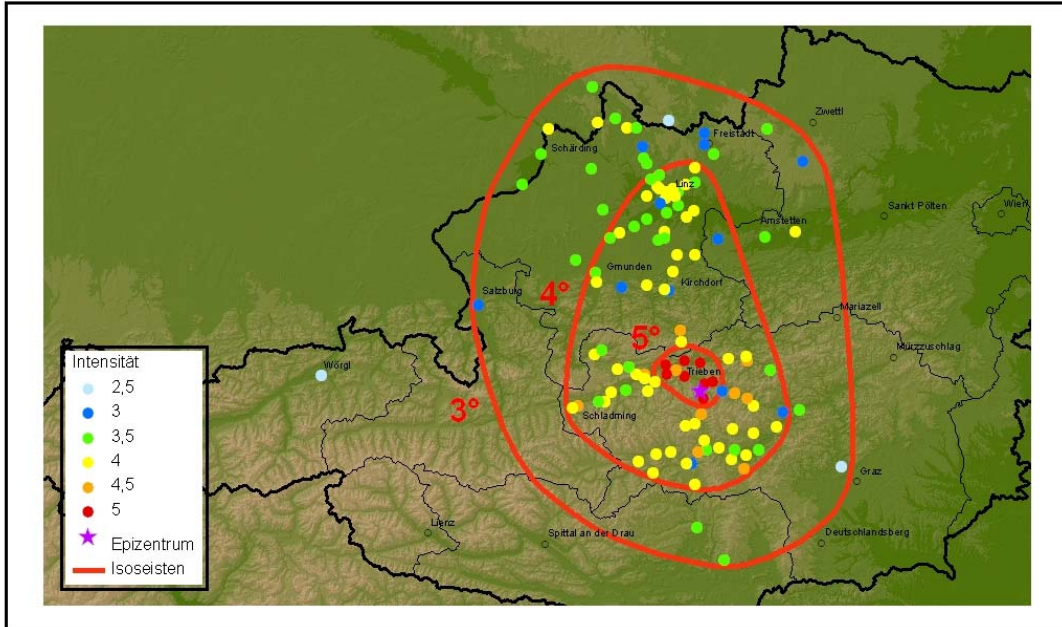 Zwettl
Freistadt
Schärding
Linz
Sankt Pölten
Wien
Amstetten
Gmunden
Kirchdorf
4°
Salzburg
Mariazell
5°
Mürzzuschlag
Trieben
Wörgl
3°
Schladming
Graz
Lienz
Spittal an der Drau
Deutschlandsberg
Intensität
2,5
3
3,5
4
4,5
5
Epizentrum
Isoseisten